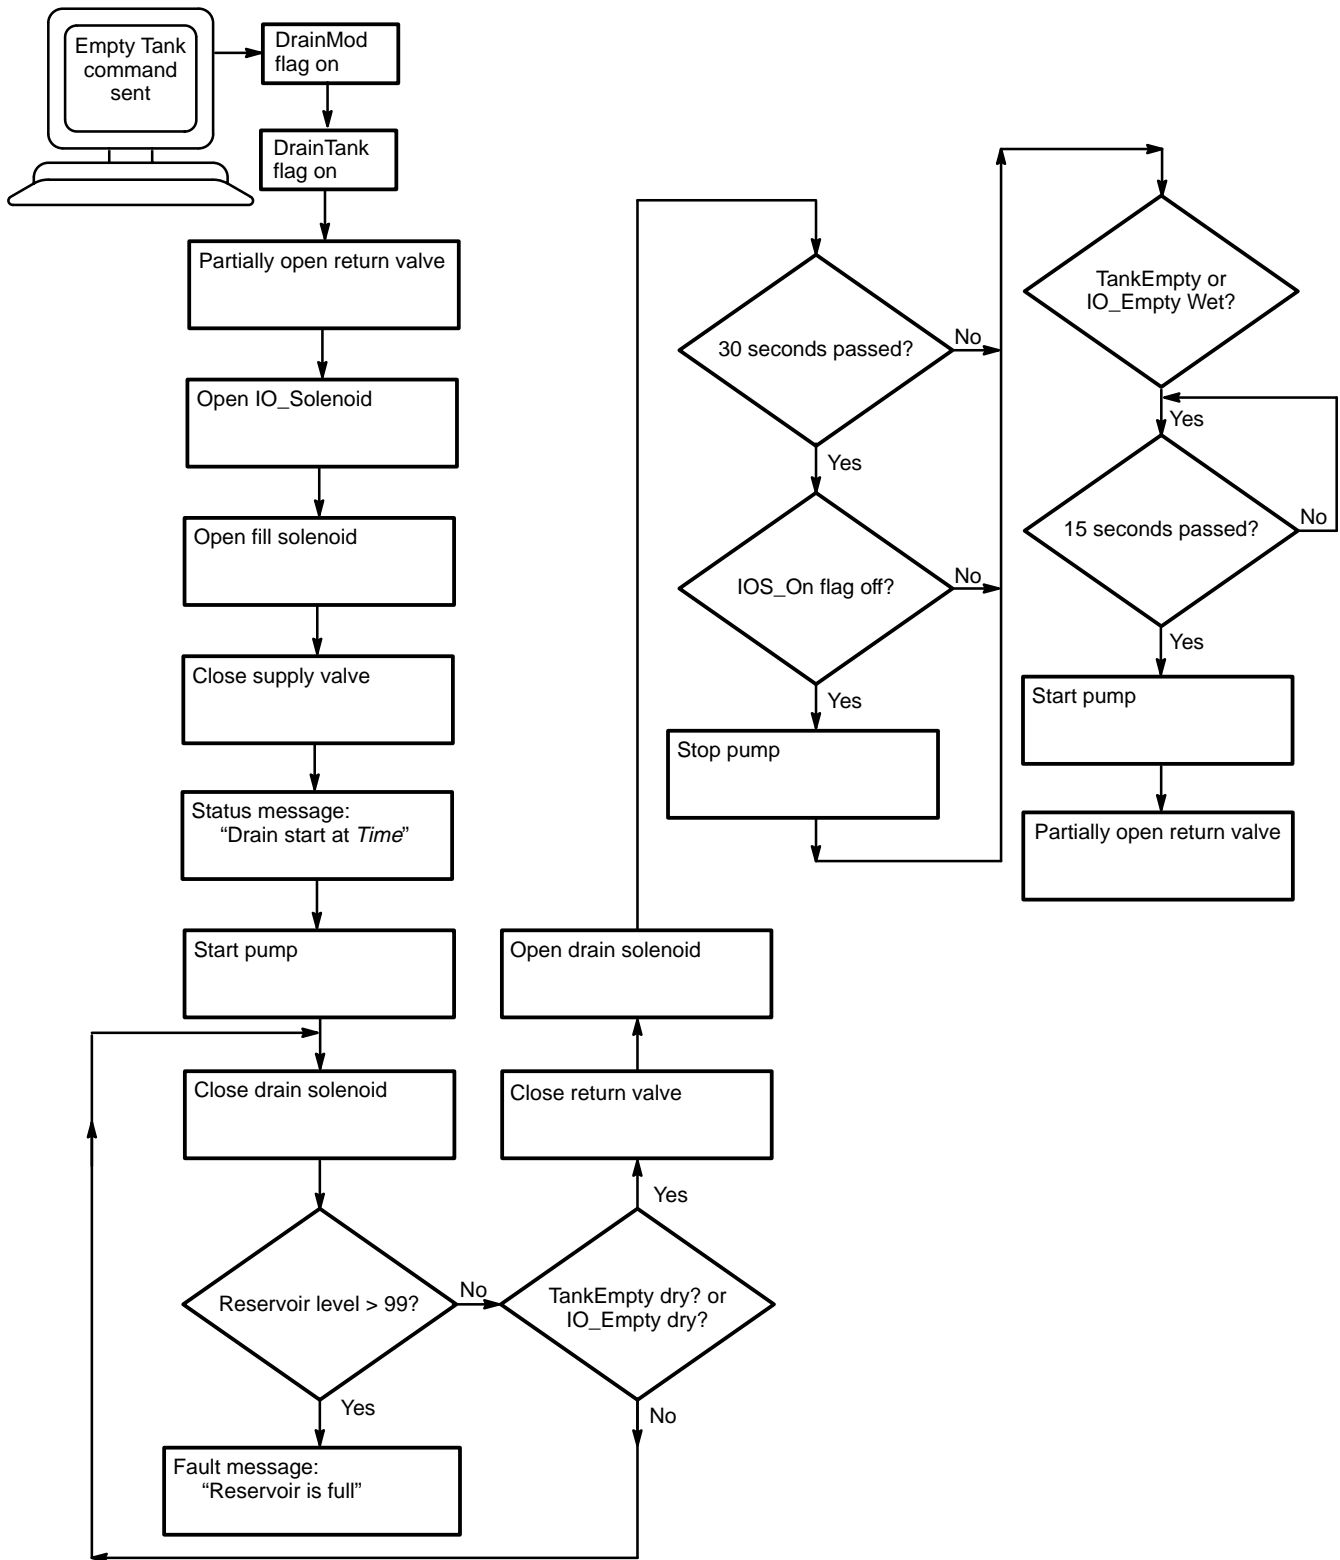 Empty Tank
command
sent
DrainMod
flag on
DrainTank
flag on
Partially open return valve
Open IO_Solenoid
Open fill solenoid
Close supply valve
Status message:
“Drain start at Time”
Start pump
Close drain solenoid
Reservoir level > 99?
No
Yes
Fault message:
“Reservoir is full”
TankEmpty dry? or
IO_Empty dry?
No
Yes
Close return valve
Open drain solenoid
30 seconds passed?
No
Yes
IOS_On flag off?
No
Yes
Stop pump
TankEmpty or
IO_Empty Wet?
Yes
15 seconds passed?
No
Yes
Start pump
Partially open return valve